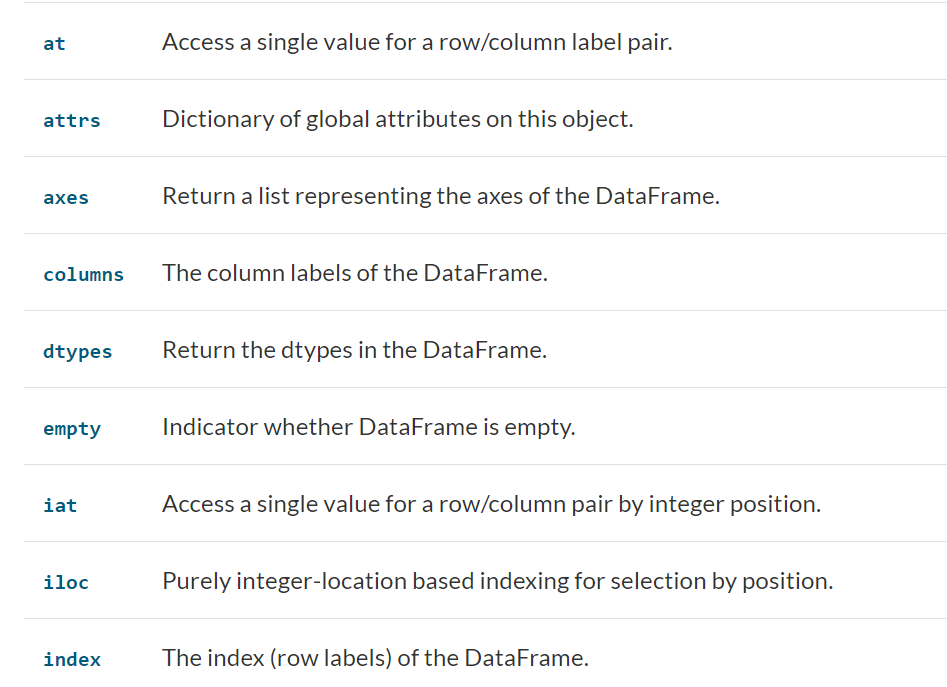 at Access a single value for a row/column label pair.
attrs Dictionary of global attributes on this object.
axes Return a list representing the axes of the DataFrame.
columns The column labels of the DataFrame.
dtypes Return the dtypes in the DataFrame.
empty Indicator whether DataFrame is empty.
iat Access a single value for a row/column pair by integer position.
iloc Purely integer-location based indexing for selection by position.
index The index (row labels) of the DataFrame.